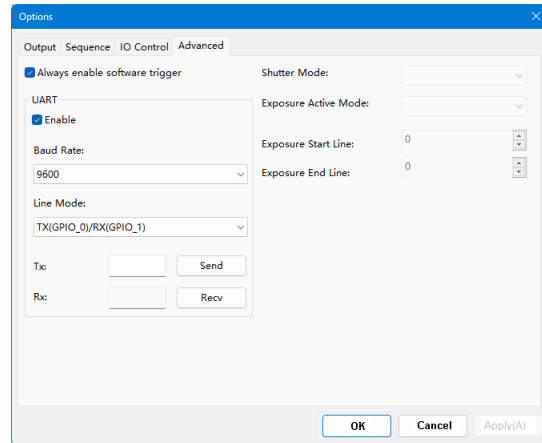 Options
Output Sequence IO Control Advanced
Always enable software trigger
UART
Enable
Baud Rate:
9600
Line Mode:
TX(GPIO_0)/RX(GPIO_1)
Tx: Send
Rx: Recv
Shutter Mode:
Exposure Active Mode:
Exposure Start Line: 0
Exposure End Line: 0
OK Cancel Apply(A)